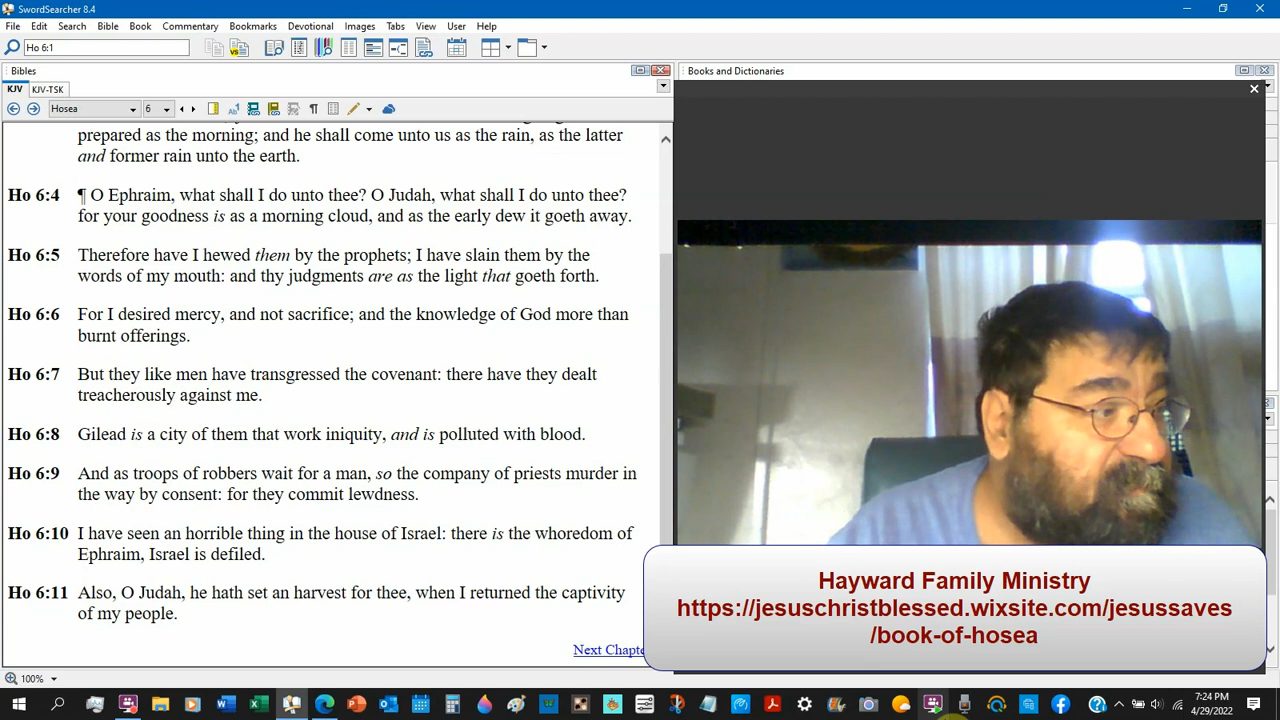 SwordSearcher 8.4
File Edit Search Bible Book Commentary Bookmarks Devotional Images Tabs View User Help
Ho 6:1
Bibles
Books and Dictionaries
KJV KJV-TSK
Hosea 6
prepared as the morning; and he shall come unto us as the rain, as the latter
and former rain unto the earth.
Ho 6:4 ¶ O Ephraim, what shall I do unto thee? O Judah, what shall I do unto thee?
for your goodness is as a morning cloud, and as the early dew it goeth away.
Ho 6:5 Therefore have I hewed them by the prophets; I have slain them by the
words of my mouth: and thy judgments are as the light that goeth forth.
Ho 6:6 For I desired mercy, and not sacrifice; and the knowledge of God more than
burnt offerings.
Ho 6:7 But they like men have transgressed the covenant: there have they dealt
treacherously against me.
Ho 6:8 Gilead is a city of them that work iniquity, and is polluted with blood.
Ho 6:9 And as troops of robbers wait for a man, so the company of priests murder in
the way by consent: for they commit lewdness.
Ho 6:10 I have seen an horrible thing in the house of Israel: there is the whoredom of
Ephraim, Israel is defiled.
Ho 6:11 Also, O Judah, he hath set an harvest for thee, when I returned the captivity
of my people.
Next Chapte
Hayward Family Ministry
https://jesuschristblessed.wixsite.com/jesussaves
/book-of-hosea
100%
7:24 PM
4/29/2022